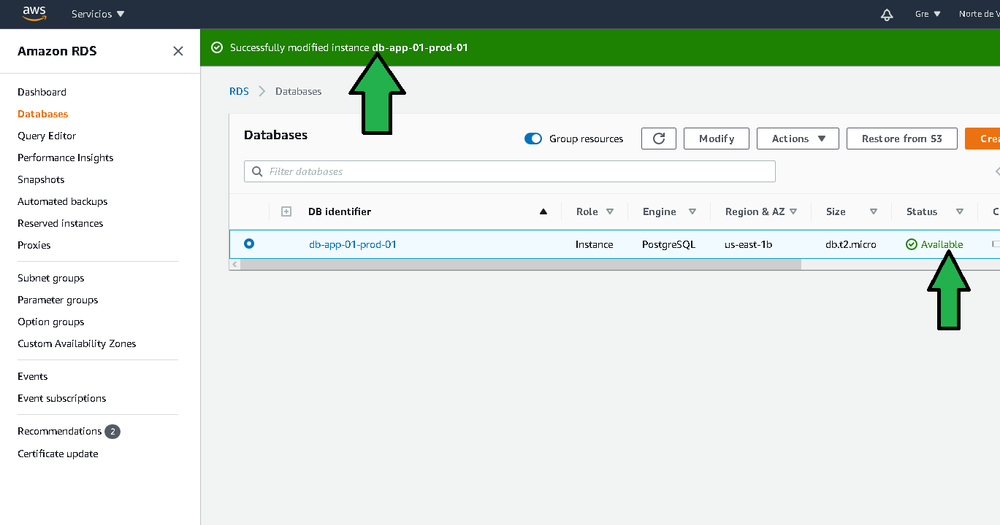 aws Servicios Gre Norte de V
Amazon RDS
Successfully modified instance db-app-01-prod-01
Dashboard
Databases
Query Editor
Performance Insights
Snapshots
Automated backups
Reserved instances
Proxies
Subnet groups
Parameter groups
Option groups
Custom Availability Zones
Events
Event subscriptions
Recommendations 2
Certificate update
RDS Databases
Databases
Group resources Modify Actions Restore from S3 Crea
Filter databases
DB identifier Role Engine Region & AZ Size Status C
db-app-01-prod-01 Instance PostgreSQL us-east-1b db.t2.micro Available